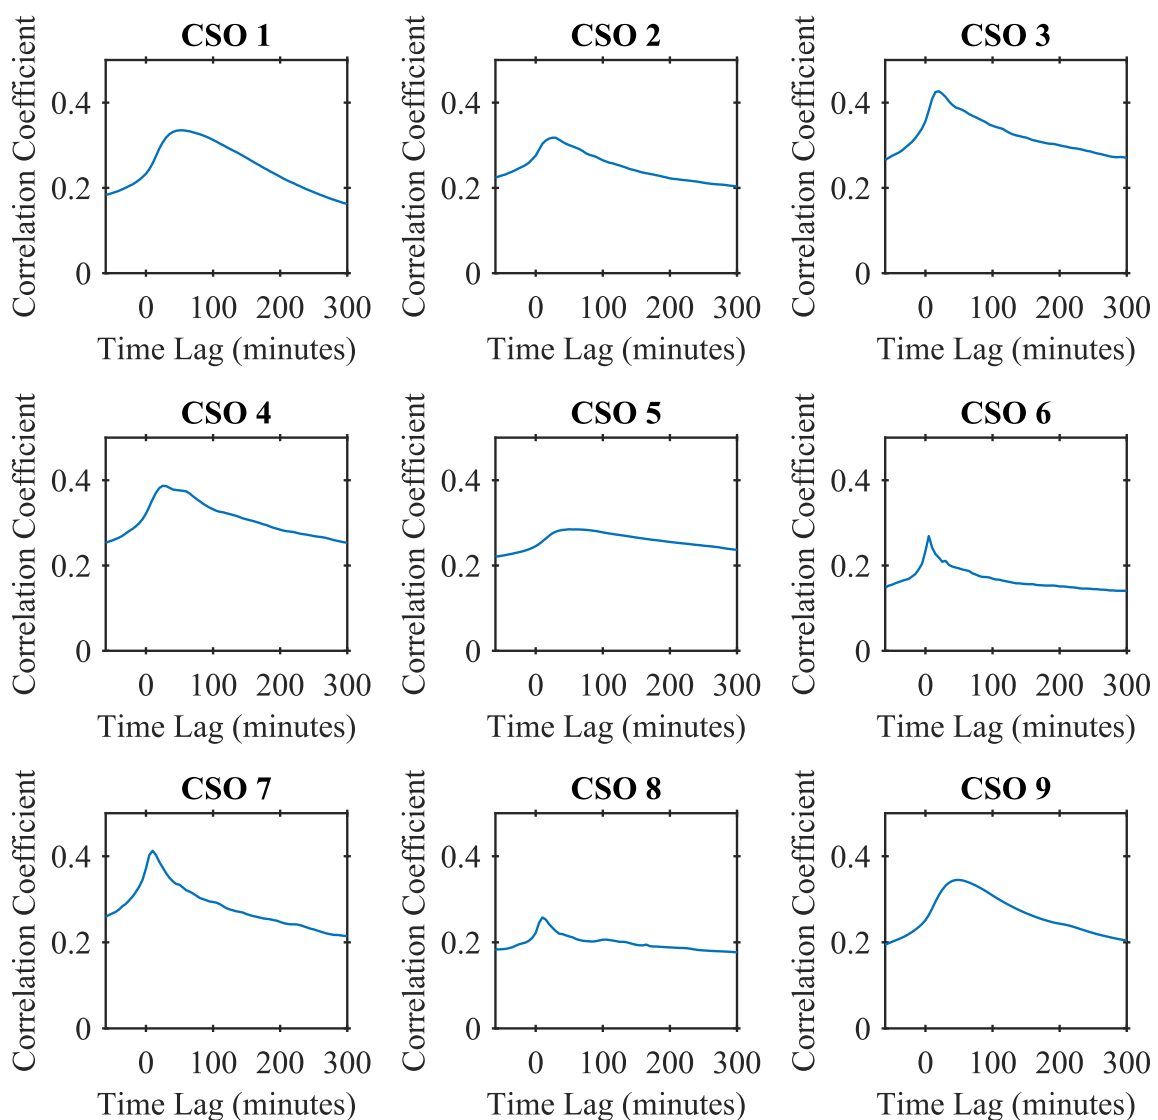 CSO 1
Correlation Coefficient
0.4
0.2
0
0 100 200 300
Time Lag (minutes)
CSO 2
Correlation Coefficient
0.4
0.2
0
0 100 200 300
Time Lag (minutes)
CSO 3
Correlation Coefficient
0.4
0.2
0
0 100 200 300
Time Lag (minutes)
CSO 4
Correlation Coefficient
0.4
0.2
0
0 100 200 300
Time Lag (minutes)
CSO 5
Correlation Coefficient
0.4
0.2
0
0 100 200 300
Time Lag (minutes)
CSO 6
Correlation Coefficient
0.4
0.2
0
0 100 200 300
Time Lag (minutes)
CSO 7
Correlation Coefficient
0.4
0.2
0
0 100 200 300
Time Lag (minutes)
CSO 8
Correlation Coefficient
0.4
0.2
0
0 100 200 300
Time Lag (minutes)
CSO 9
Correlation Coefficient
0.4
0.2
0
0 100 200 300
Time Lag (minutes)